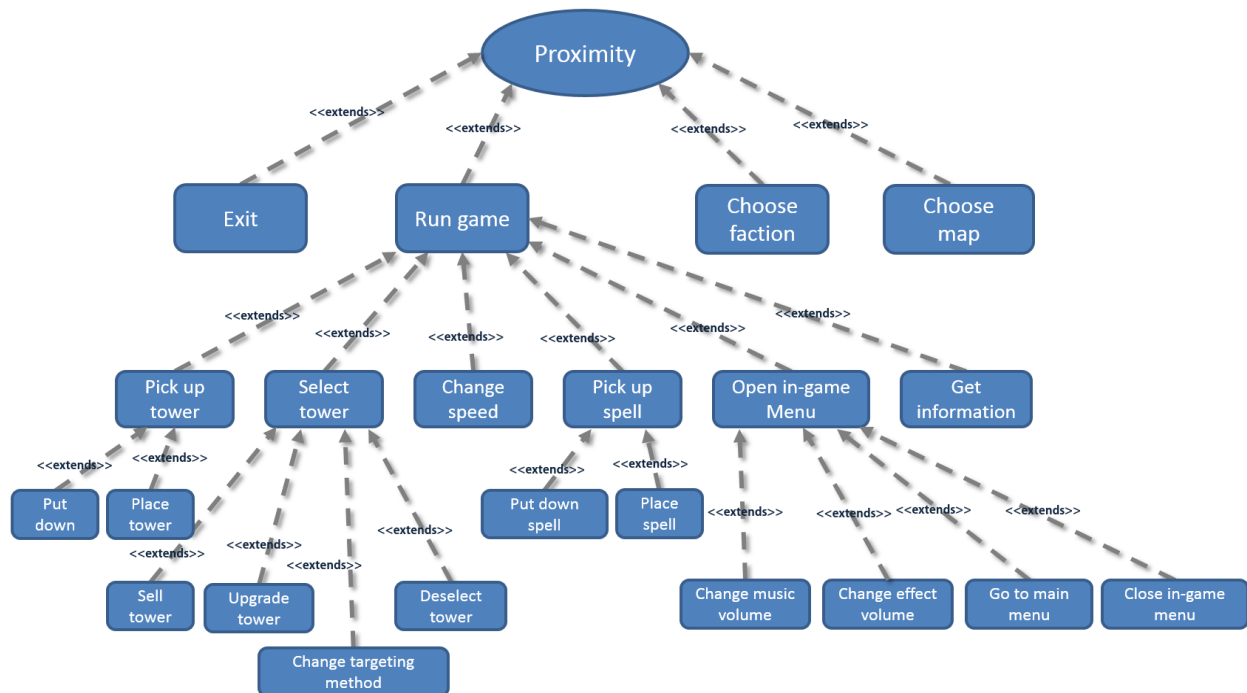 Proximity
<<extends>>
<<extends>>
<<extends>>
<<extends>>
Exit
Run game
Choose
faction
Choose
map
<<extends>>
<<extends>>
<<extends>>
<<extends>>
<<extends>>
<<extends>>
Pick up
tower
Select
tower
Change
speed
Pick up
spell
Open in-game
Menu
Get
information
<<extends>>
<<extends>>
<<extends>>
<<extends>>
Put
down
Place
tower
Put down
spell
Place
spell
<<extends>>
<<extends>>
<<extends>>
<<extends>>
<<extends>>
<<extends>>
<<extends>>
<<extends>>
Sell
tower
Upgrade
tower
Deselect
tower
Change music
volume
Change effect
volume
Go to main
menu
Close in-game
menu
Change targeting
method